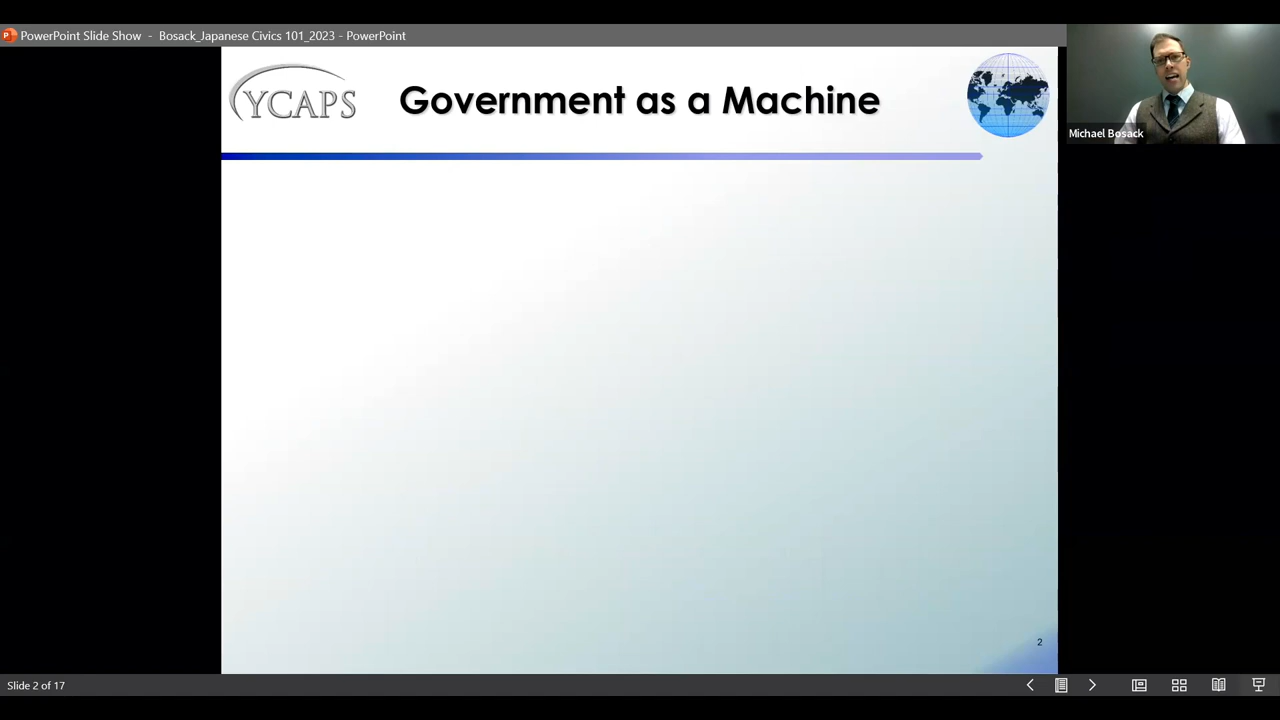 PowerPoint Slide Show - Bosack_Japanese Civics 101_2023 - PowerPoint
YCAPS
Government as a Machine
Michael Bosack
2
Slide 2 of 17